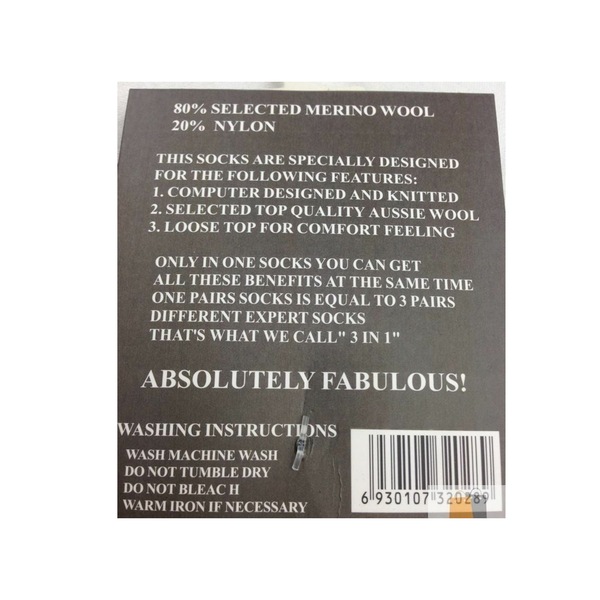 80% SELECTED MERINO WOOL
20% NYLON
THIS SOCKS ARE SPECIALLY DESIGNED
FOR THE FOLLOWING FEATURES:
1. COMPUTER DESIGNED AND KNITTED
2. SELECTED TOP QUALITY AUSSIE WOOL
3. LOOSE TOP FOR COMFORT FEELING
ONLY IN ONE SOCKS YOU CAN GET
ALL THESE BENEFITS AT THE SAME TIME
ONE PAIRS SOCKS IS EQUAL TO 3 PAIRS
DIFFERENT EXPERT SOCKS
THAT'S WHAT WE CALL" 3 IN 1"
ABSOLUTELY FABULOUS!
WASHING INSTRUCTIONS
WASH MACHINE WASH
DO NOT TUMBLE DRY
DO NOT BLEAC H
WARM IRON IF NECESSARY
6 930107 320289